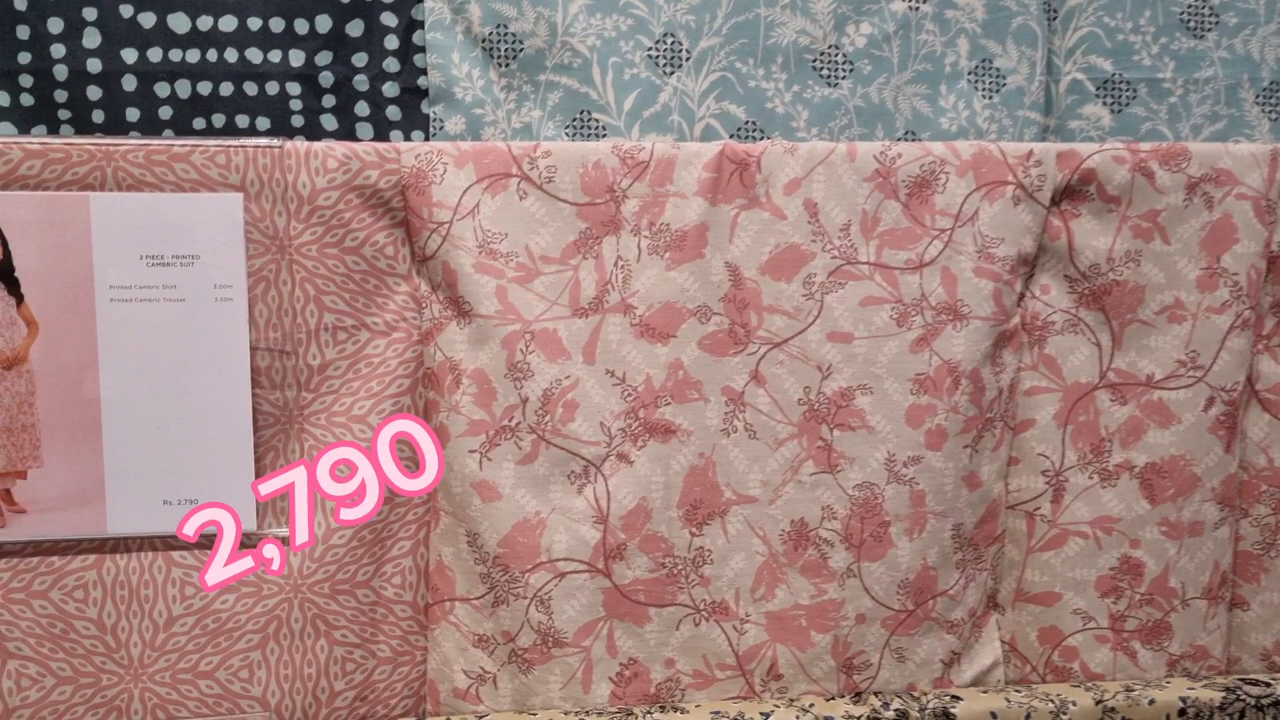 2 PIECE - PRINTED
CAMBRIC SUIT
Printed Cambric Shirt 3.00m
Printed Cambric Trouser 2.50m
Rs. 2,790
2,790